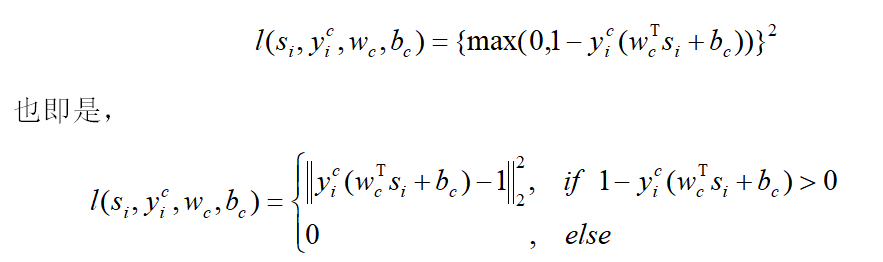 l(s_i, y_i^c, w_c, b_c) = {max(0,1 − y_i^c (w_c^T s_i + b_c))}^2
也即是，
l(s_i, y_i^c, w_c, b_c) = { ‖y_i^c (w_c^T s_i + b_c) − 1‖_2^2, if 1 − y_i^c (w_c^T s_i + b_c) > 0
0 , else